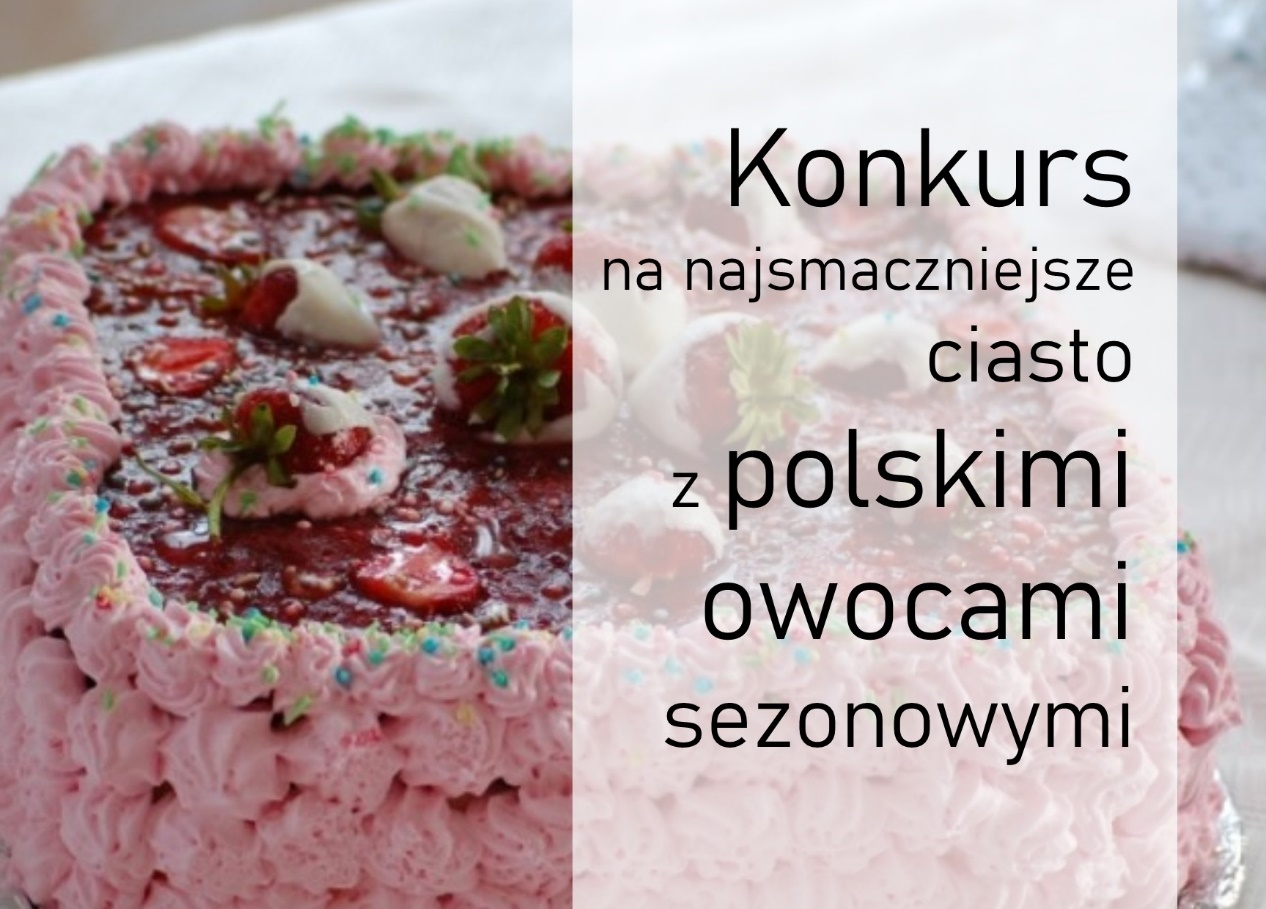 Konkurs
na najsmaczniejsze
ciasto
z polskimi
owocami
sezonowymi